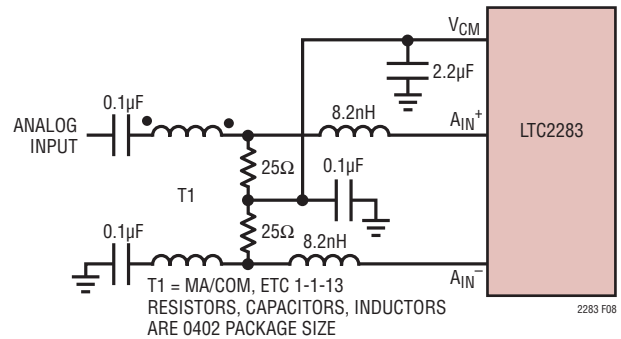 V_CM
2.2µF
0.1µF
8.2nH
ANALOG
INPUT
A_IN^+
LTC2283
25Ω
0.1µF
T1
25Ω
0.1µF
8.2nH
A_IN^–
T1 = MA/COM, ETC 1-1-13
RESISTORS, CAPACITORS, INDUCTORS
ARE 0402 PACKAGE SIZE
2283 F08